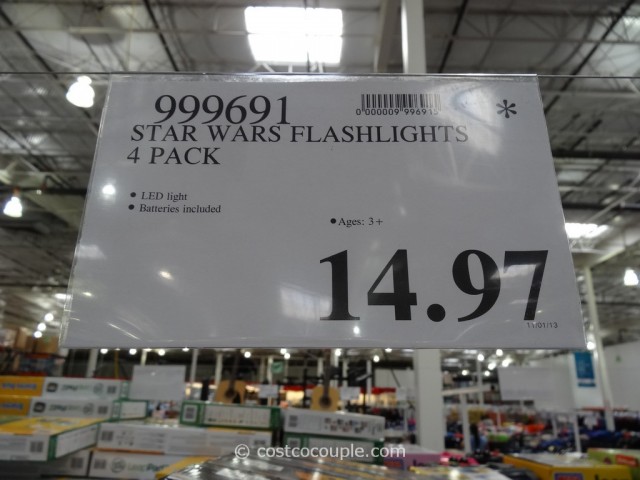 999691
0"000009"99691
*
STAR WARS FLASHLIGHTS
4 PACK
• LED light
• Batteries included
• Ages: 3+
14.97
11/01/13
© costcocouple.com